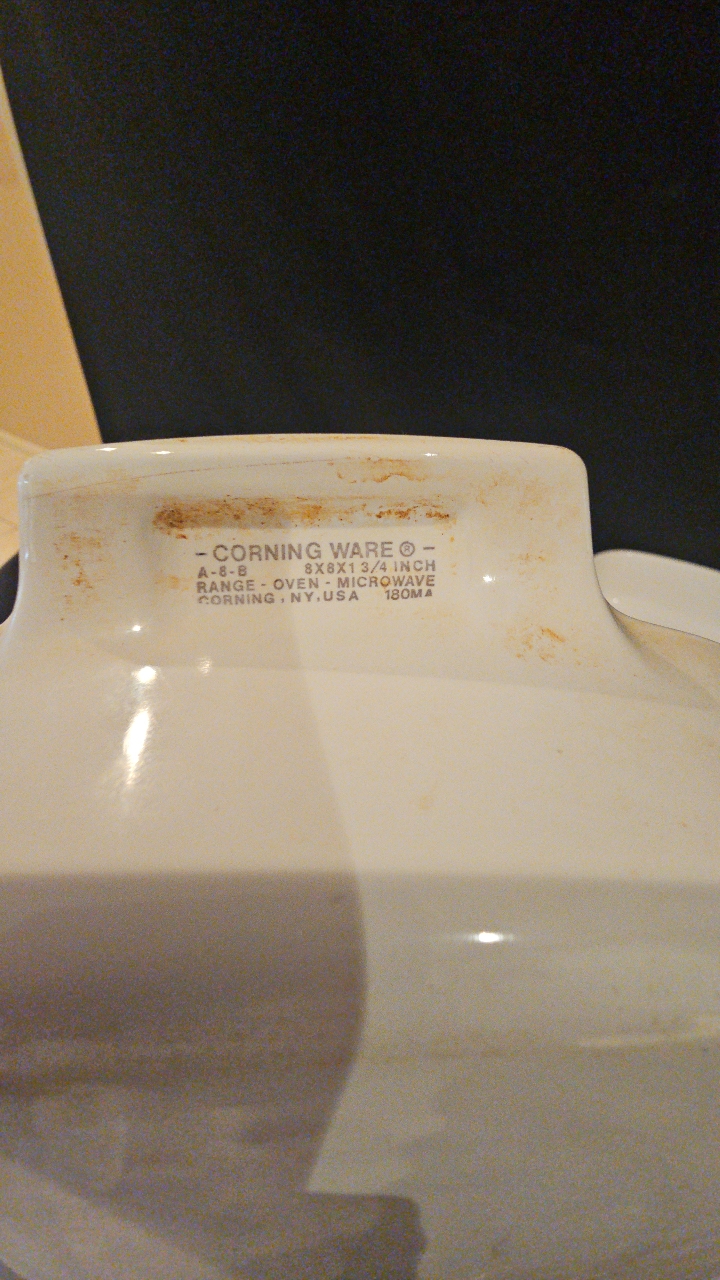 - CORNING WARE ® -
A-8-B 8X8X1 3/4 INCH
RANGE - OVEN - MICROWAVE
CORNING, NY, USA 180MA